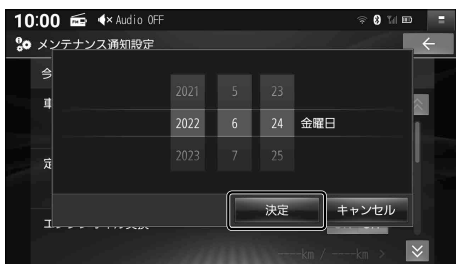 10:00 Audio OFF
メンテナンス通知設定
今
車
2021 5 23
2022 6 24 金曜日
2023 7 25
定
決定 キャンセル
km / ----km >